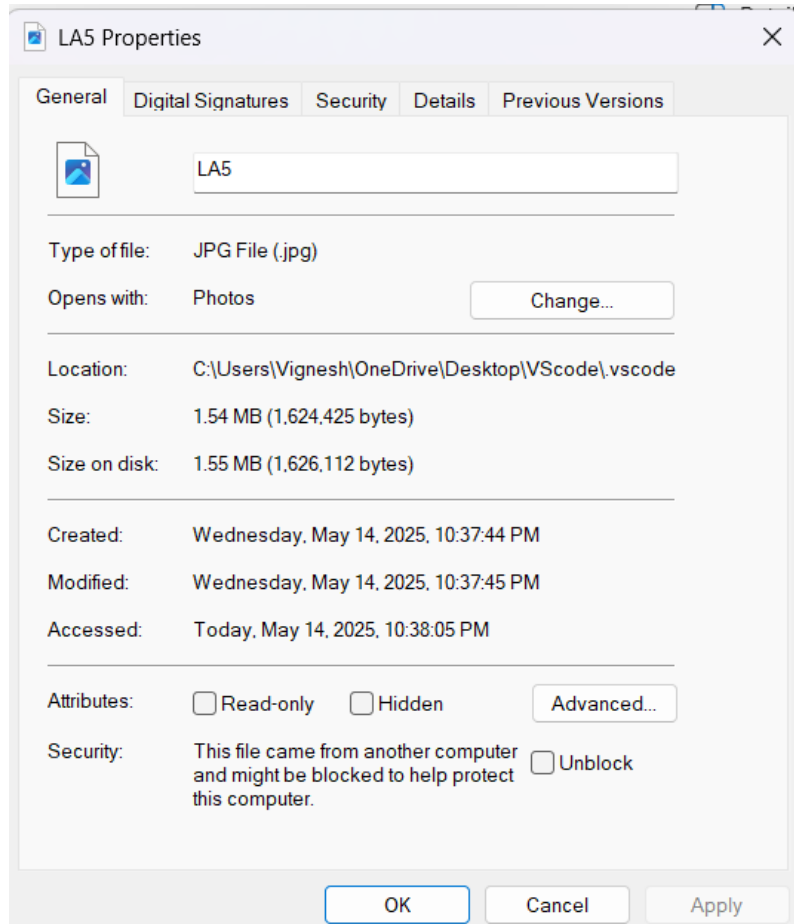 LA5 Properties
General Digital Signatures Security Details Previous Versions
LA5
Type of file: JPG File (.jpg)
Opens with: Photos Change...
Location: C:\Users\Vignesh\OneDrive\Desktop\VScode\.vscode
Size: 1.54 MB (1,624,425 bytes)
Size on disk: 1.55 MB (1,626,112 bytes)
Created: Wednesday, May 14, 2025, 10:37:44 PM
Modified: Wednesday, May 14, 2025, 10:37:45 PM
Accessed: Today, May 14, 2025, 10:38:05 PM
Attributes: Read-only Hidden Advanced...
Security: This file came from another computer
and might be blocked to help protect
this computer.
Unblock
OK Cancel Apply